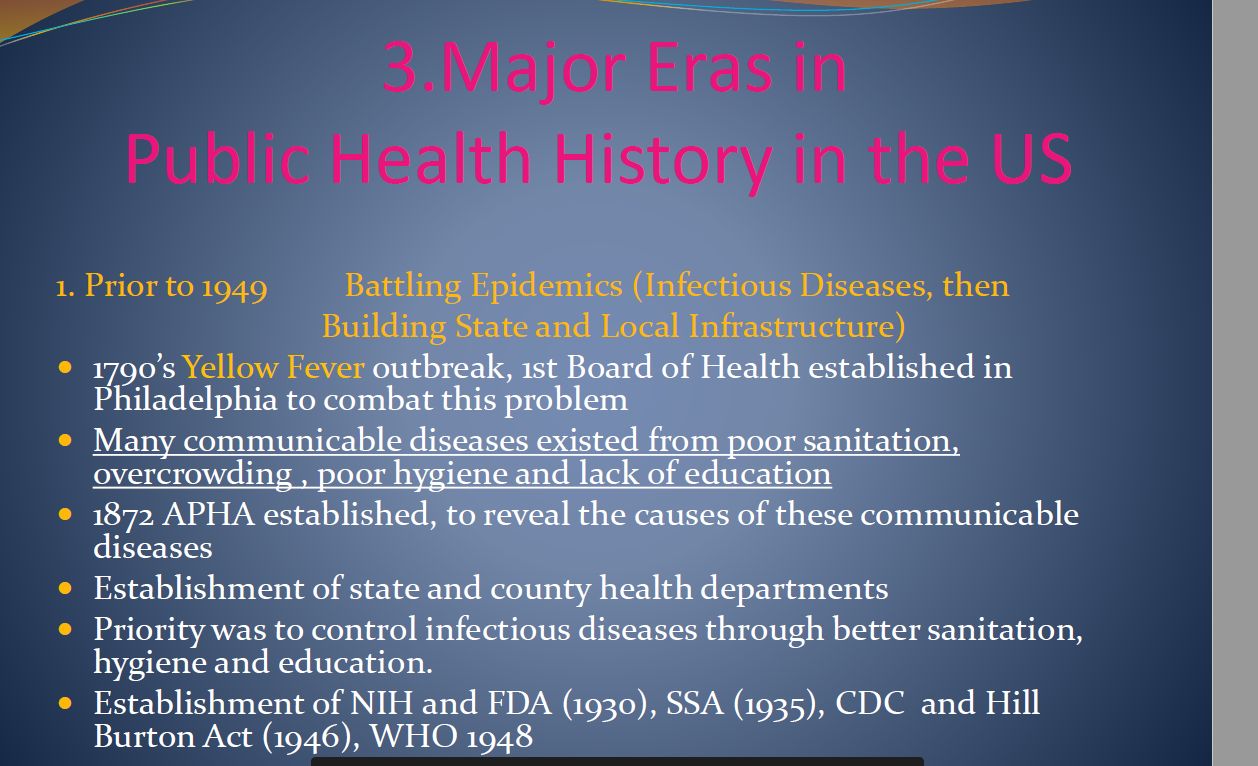 3.Major Eras in
Public Health History in the US
1. Prior to 1949 Battling Epidemics (Infectious Diseases, then
Building State and Local Infrastructure)
• 1790’s Yellow Fever outbreak, 1st Board of Health established in
Philadelphia to combat this problem
• Many communicable diseases existed from poor sanitation,
overcrowding , poor hygiene and lack of education
• 1872 APHA established, to reveal the causes of these communicable
diseases
• Establishment of state and county health departments
• Priority was to control infectious diseases through better sanitation,
hygiene and education.
• Establishment of NIH and FDA (1930), SSA (1935), CDC and Hill
Burton Act (1946), WHO 1948